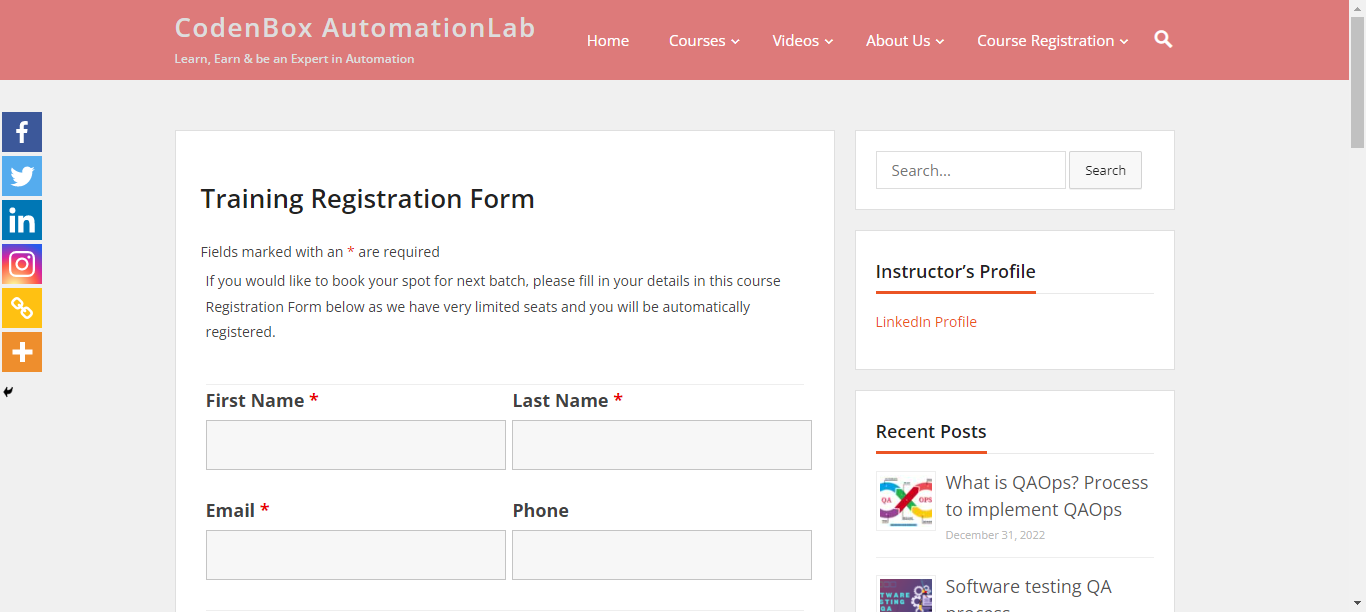 CodenBox AutomationLab
Learn, Earn & be an Expert in Automation
Home
Courses
Videos
About Us
Course Registration
Training Registration Form
Fields marked with an * are required
If you would like to book your spot for next batch, please fill in your details in this course
Registration Form below as we have very limited seats and you will be automatically
registered.
First Name *
Last Name *
Email *
Phone
Search...
Search
Instructor’s Profile
LinkedIn Profile
Recent Posts
QA
OPS
What is QAOps? Process
to implement QAOps
December 31, 2022
Software testing QA
process